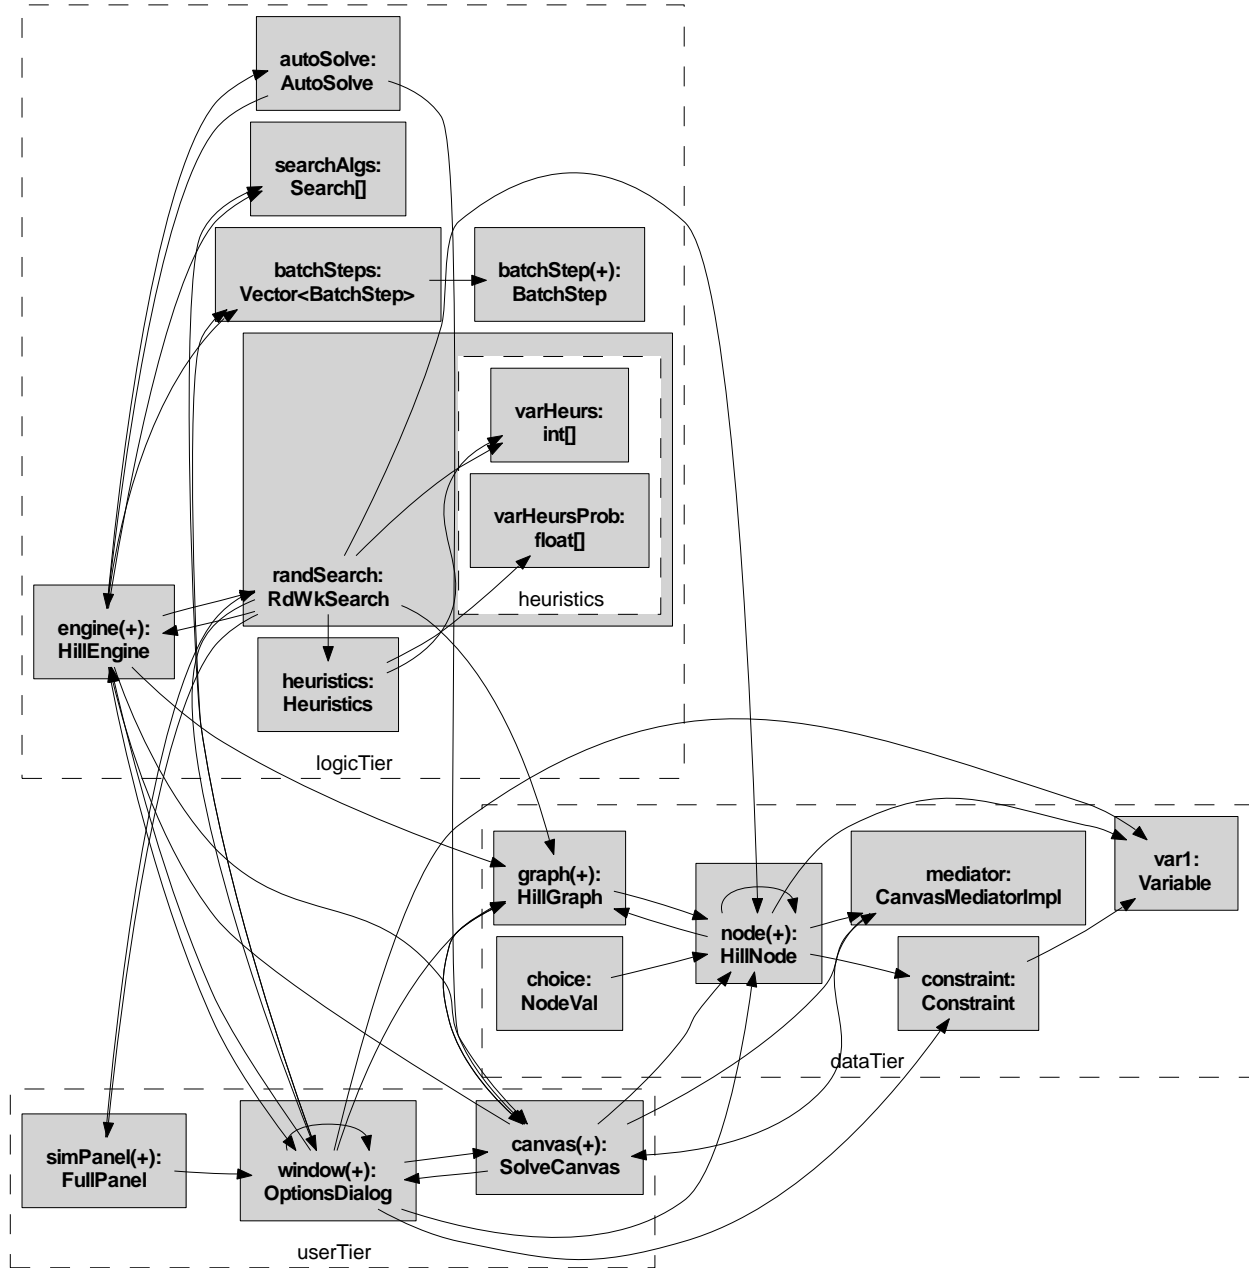 autoSolve:
AutoSolve
searchAlgs:
Search[]
batchSteps:
Vector<BatchStep>
batchStep(+):
BatchStep
varHeurs:
int[]
varHeursProb:
float[]
heuristics
randSearch:
RdWkSearch
engine(+):
HillEngine
heuristics:
Heuristics
logicTier
graph(+):
HillGraph
choice:
NodeVal
node(+):
HillNode
mediator:
CanvasMediatorImpl
constraint:
Constraint
var1:
Variable
dataTier
simPanel(+):
FullPanel
window(+):
OptionsDialog
canvas(+):
SolveCanvas
userTier